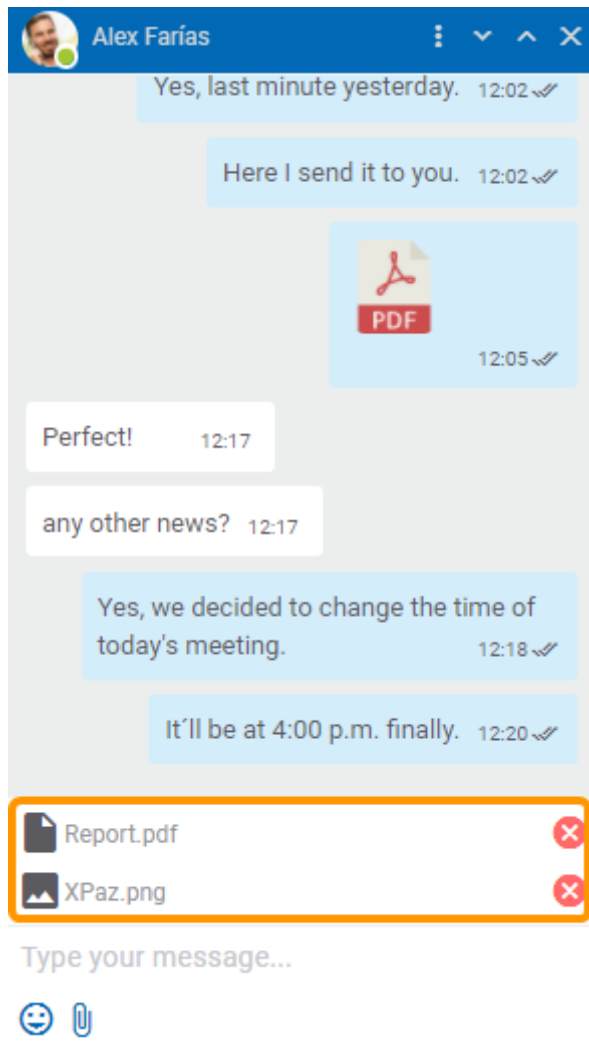 Alex Farías
Yes, last minute yesterday. 12:02
Here I send it to you. 12:02
PDF
12:05
Perfect! 12:17
any other news? 12:17
Yes, we decided to change the time of
today's meeting. 12:18
It´ll be at 4:00 p.m. finally. 12:20
Report.pdf
XPaz.png
Type your message...